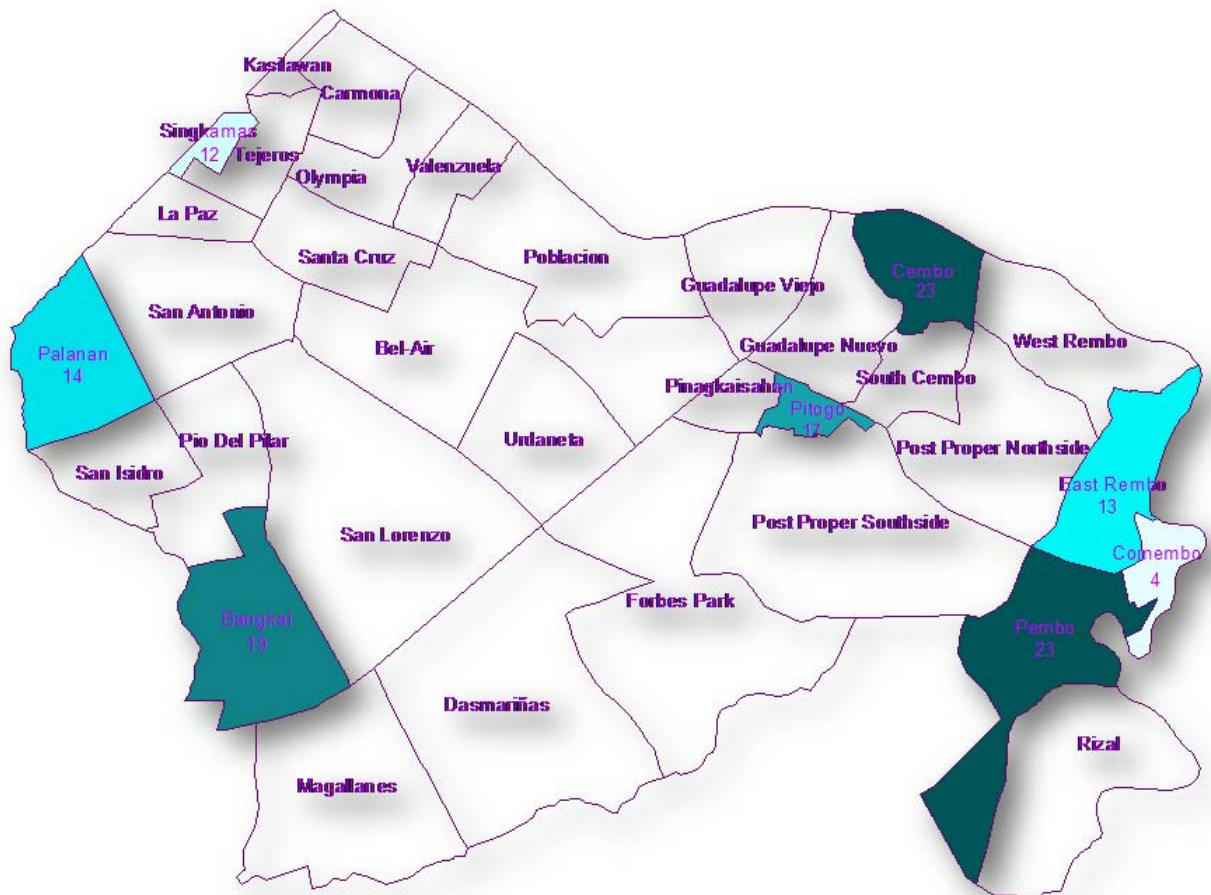 Kasilawan
Carmona
Singkamas
12
Tejeros
Valenzuela
Olympia
La Paz
Santa Cruz
Poblacion
Cembo
23
Guadalupe Viejo
San Antonio
West Rembo
Guadalupe Nuevo
Bel-Air
Palanan
14
South Cembo
Pinagkaisahan
Pitogo
17
Pio Del Pilar
Urdaneta
Post Proper Northside
San Isidro
East Rembo
13
Post Proper Southside
San Lorenzo
Comembo
4
Forbes Park
Bangkal
19
Pembo
23
Dasmariñas
Rizal
Magallanes